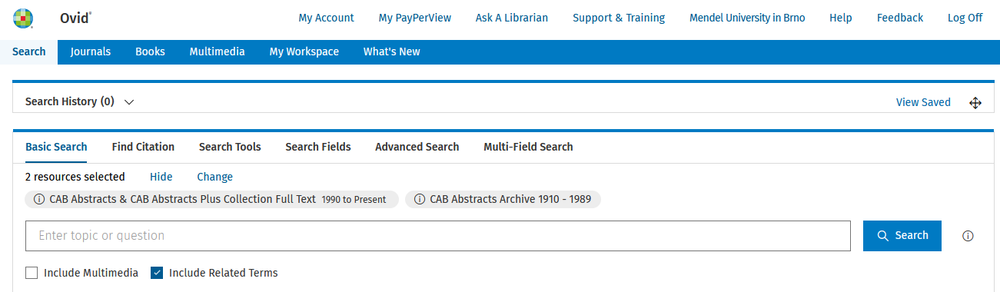 Ovid®
My Account My PayPerView Ask A Librarian Support & Training Mendel University in Brno Help Feedback Log Off
Search Journals Books Multimedia My Workspace What's New
Search History (0) View Saved
Basic Search Find Citation Search Tools Search Fields Advanced Search Multi-Field Search
2 resources selected Hide Change
CAB Abstracts & CAB Abstracts Plus Collection Full Text 1990 to Present CAB Abstracts Archive 1910 - 1989
Enter topic or question Search
Include Multimedia Include Related Terms